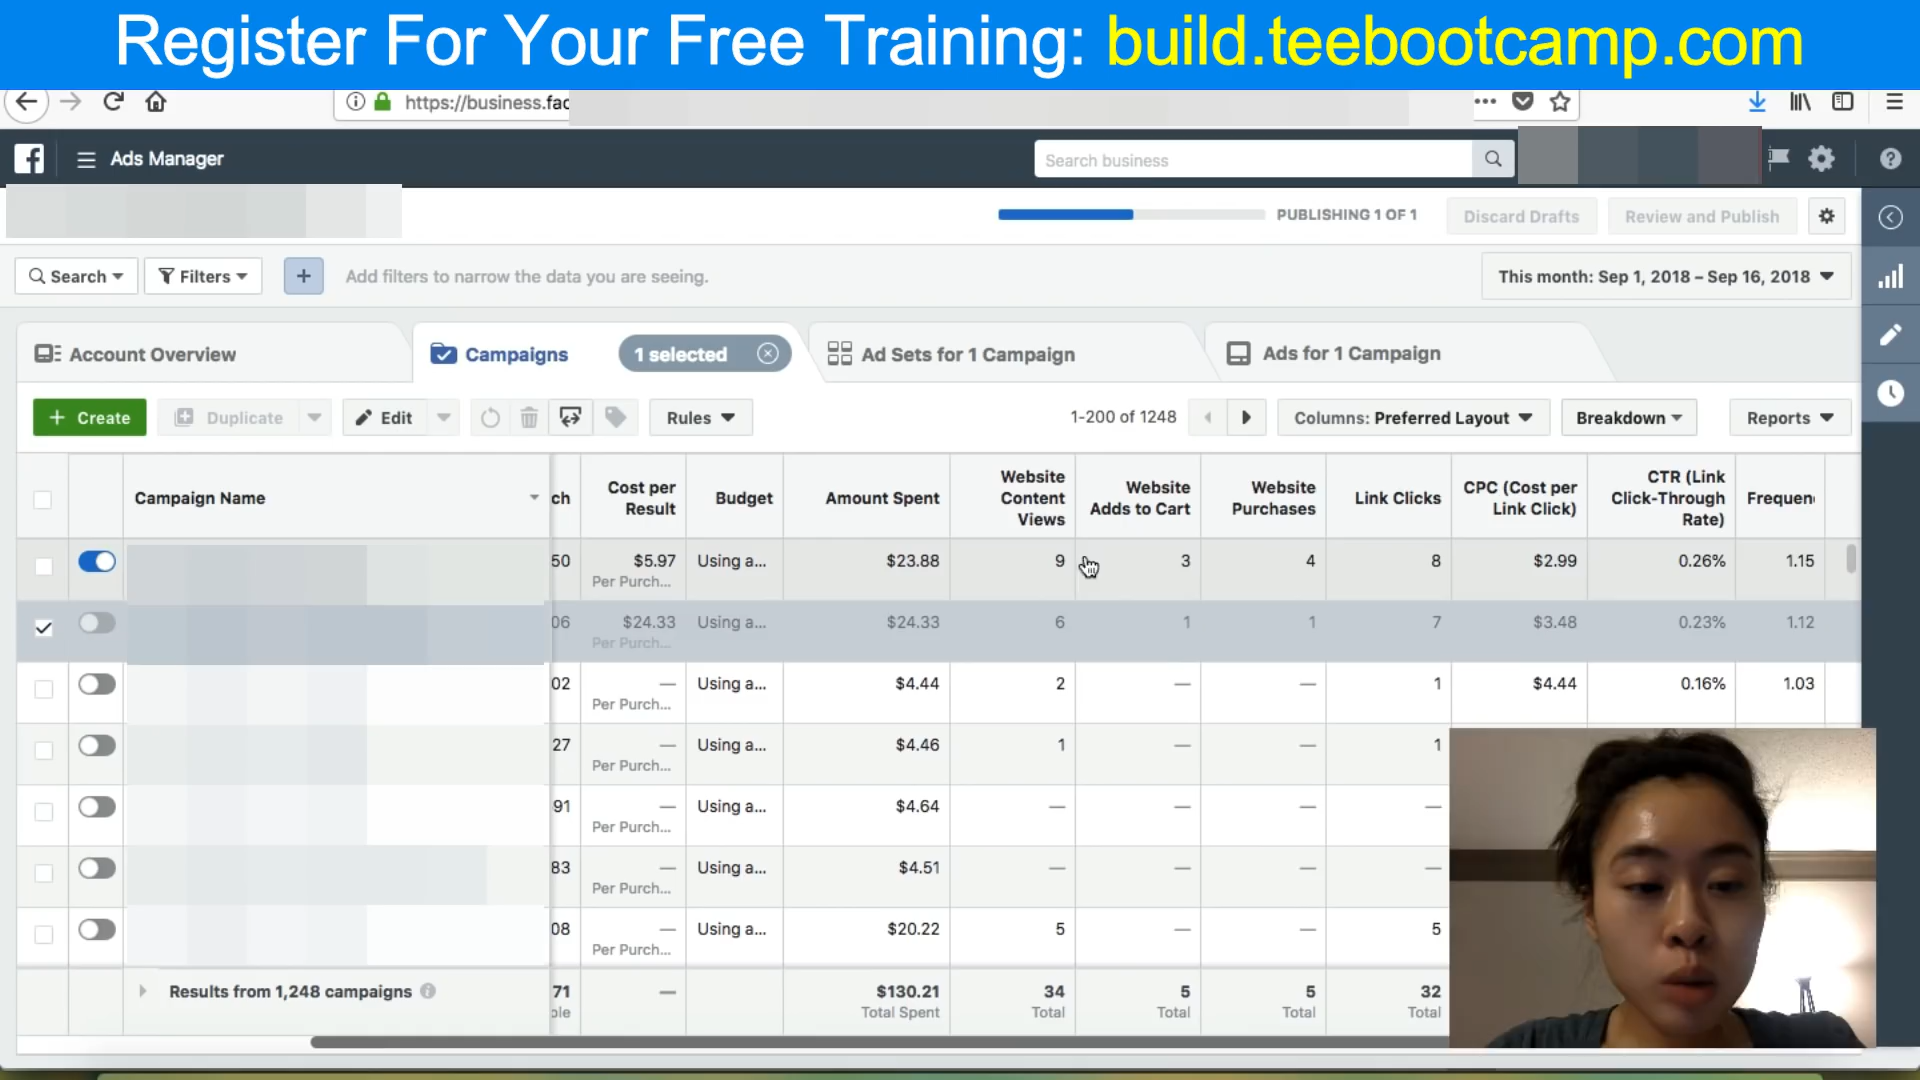 Register For Your Free Training: build.teebootcamp.com
https://business.fac
Ads Manager
Search business
PUBLISHING 1 OF 1
Discard Drafts
Review and Publish
Search
Filters
Add filters to narrow the data you are seeing.
This month: Sep 1, 2018 – Sep 16, 2018
Account Overview
Campaigns
1 selected
Ad Sets for 1 Campaign
Ads for 1 Campaign
+ Create
Duplicate
Edit
Rules
1-200 of 1248
Columns: Preferred Layout
Breakdown
Reports
Campaign Name
ch
Cost per Result
Budget
Amount Spent
Website Content Views
Website Adds to Cart
Website Purchases
Link Clicks
CPC (Cost per Link Click)
CTR (Link Click-Through Rate)
Frequen
50 $5.97 Using a... $23.88 9 3 4 8 $2.99 0.26% 1.15
Per Purch...
06 $24.33 Using a... $24.33 6 1 1 7 $3.48 0.23% 1.12
Per Purch...
02 — Using a... $4.44 2 — — 1 $4.44 0.16% 1.03
Per Purch...
27 — Using a... $4.46 1 — — 1
Per Purch...
91 — Using a... $4.64 — — — —
Per Purch...
83 — Using a... $4.51 — — — —
Per Purch...
08 — Using a... $20.22 5 — — 5
Per Purch...
Results from 1,248 campaigns 71 — $130.21 34 5 5 32
ple Total Spent Total Total Total Total